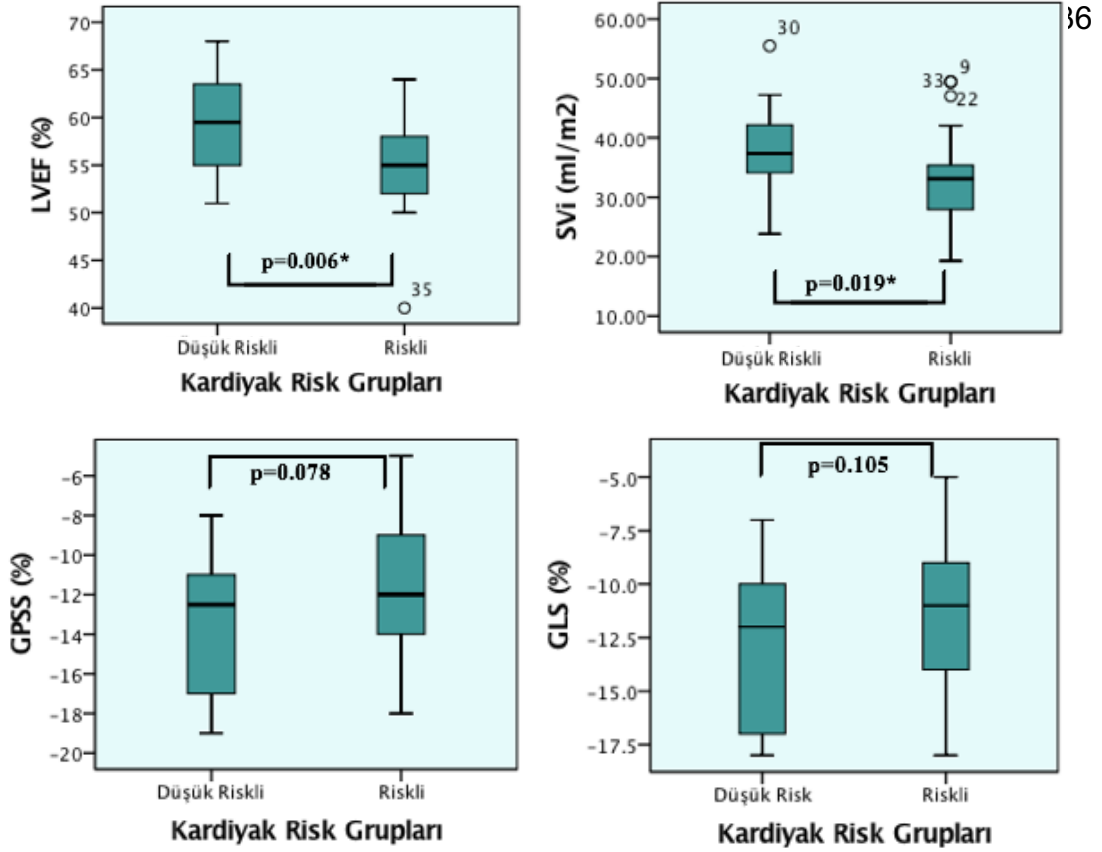 36
70
65
60
55
50
45
40
LVEF (%)
p=0.006*
35
Düşük Riskli
Riskli
Kardiyak Risk Grupları
60.00
50.00
40.00
30.00
20.00
10.00
SVi (ml/m2)
30
9
33
22
p=0.019*
Düşük Riskli
Riskli
Kardiyak Risk Grupları
-6
-8
-10
-12
-14
-16
-18
-20
GPSS (%)
p=0.078
Düşük Riskli
Riskli
Kardiyak Risk Grupları
-5.0
-7.5
-10.0
-12.5
-15.0
-17.5
GLS (%)
p=0.105
Düşük Risk
Riskli
Kardiyak Risk Grupları